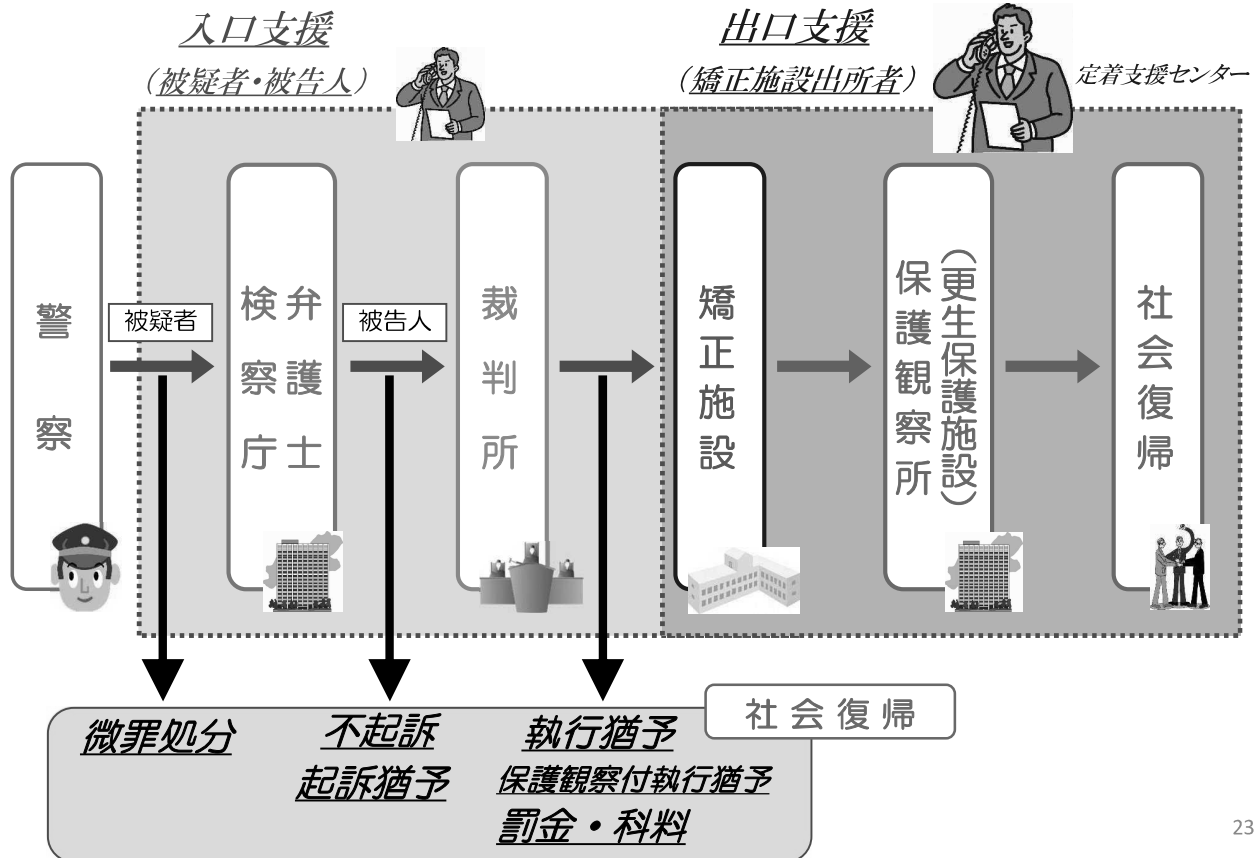 入口支援
(被疑者・被告人)
出口支援
(矯正施設出所者)
定着支援センター
警察
被疑者
検察庁
弁護士
被告人
裁判所
矯正施設
保護観察所
(更生保護施設)
社会復帰
社会復帰
微罪処分
不起訴
起訴猶予
執行猶予
保護観察付執行猶予
罰金・科料
23